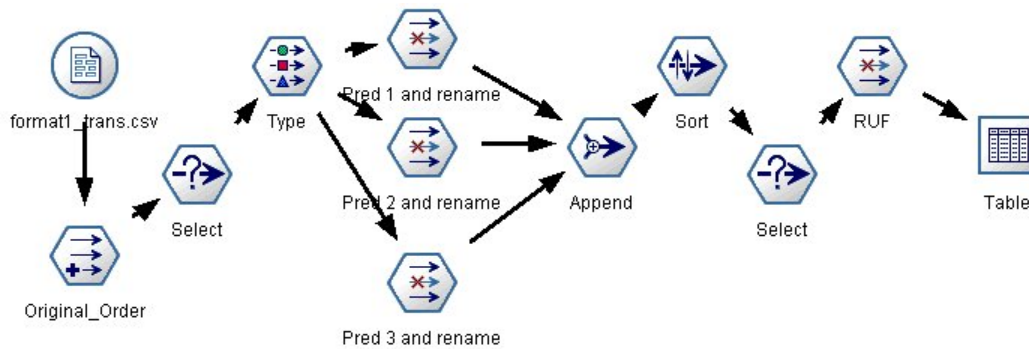 format1_trans.csv
Original_Order
Select
Type
Pred 1 and rename
Pred 2 and rename
Pred 3 and rename
Append
Sort
Select
RUF
Table